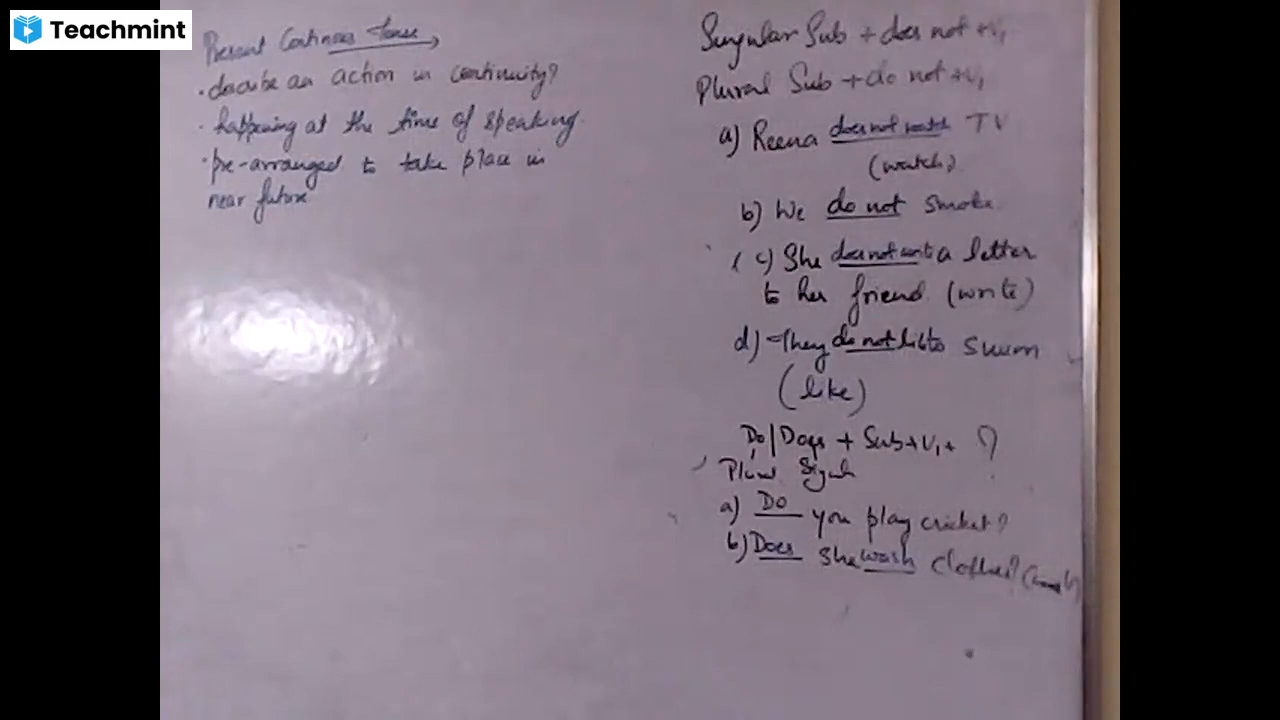 Teachmint
Present Continous Tense,
• decribe an action in continuity?
• happening at the time of speaking.
• pre-arranged to take place in
near future
Singular Sub + does not + V1
Plural Sub + do not + V1
a) Reena does not watch TV
(watch)
b) We do not smoke
c) She does not write a letter
to her friend (write)
d) They do not like to swim
(like)
Do/Does + Sub + V1 + ?
Plural
a) Do you play cricket?
b) Does she wash clothes? (wash)